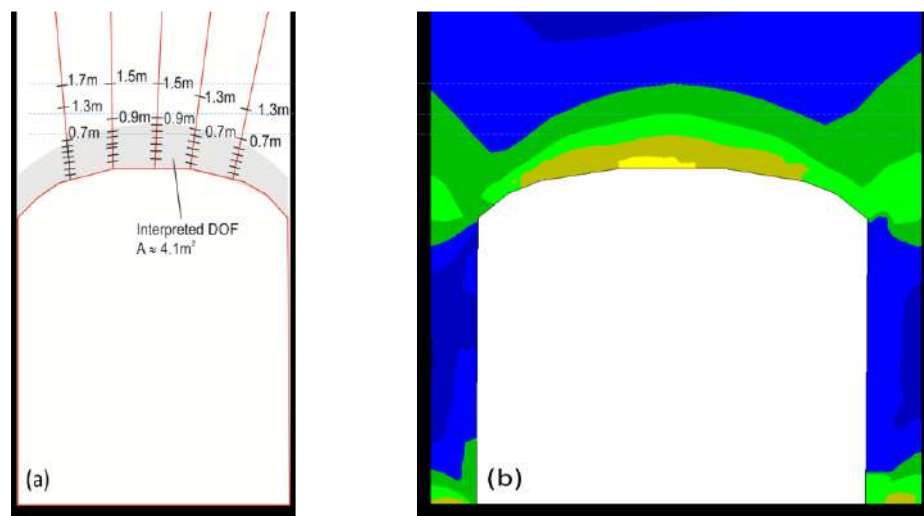 1.7m 1.5m 1.5m
1.3m 1.3m 1.3m
0.9m 0.9m
0.7m 0.7m 0.7m
Interpreted DOF
A ≈ 4.1m²
(a)
(b)